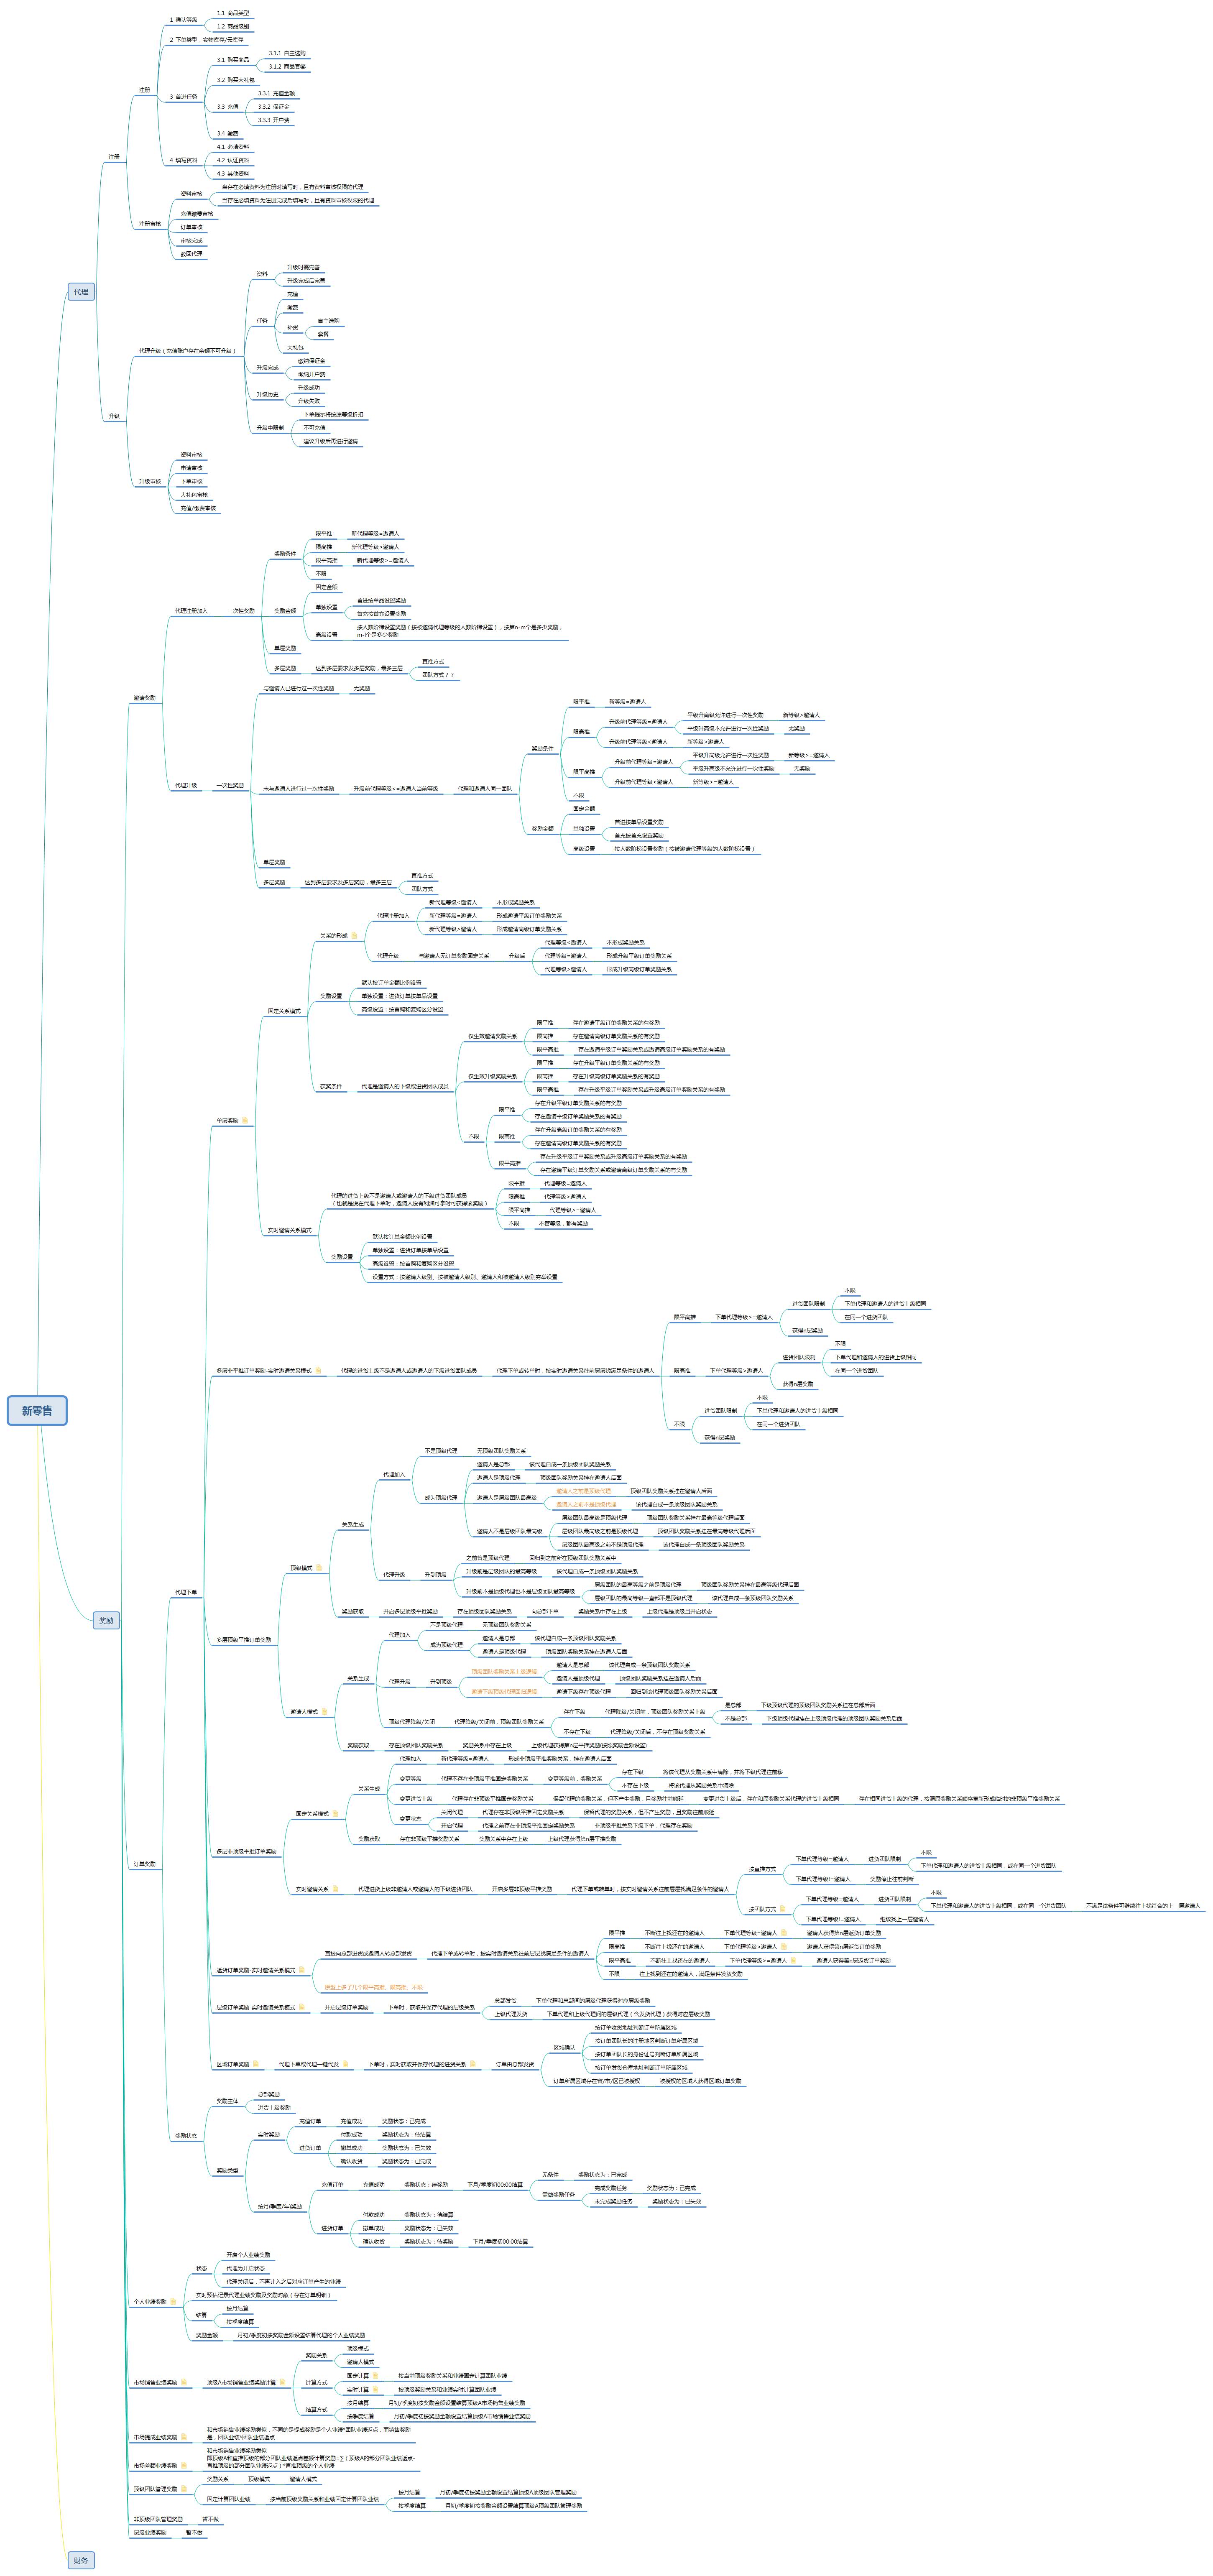 新零售
代理
注册
注册
1 确认等级
1.1 商品类型
1.2 商品级别
2 下单类型，实物库存/云库存
3 首进任务
3.1 购买商品
3.1.1 自主选购
3.1.2 商品套餐
3.2 购买大礼包
3.3 充值
3.3.1 充值金额
3.3.2 保证金
3.3.3 开户费
3.4 缴费
4 填写资料
4.1 必填资料
4.2 认证资料
4.3 其他资料
注册审核
资料审核
当存在必填资料为注册时填写时，且有资料审核权限的代理
当存在必填资料为注册完成后填写时，且有资料审核权限的代理
充值缴费审核
订单审核
审核完成
驳回代理
升级
代理升级（充值账户存在余额不可升级）
资料
升级时需完善
升级完成后完善
任务
充值
缴费
补货
自主选购
套餐
大礼包
升级完成
缴纳保证金
缴纳开户费
升级历史
升级成功
升级失败
升级中限制
下单提示将按原等级折扣
不可充值
建议升级后再进行邀请
升级审核
资料审核
申请审核
下单审核
大礼包审核
充值/缴费审核
奖励
邀请奖励
代理注册加入
一次性奖励
奖励条件
限平推
新代理等级=邀请人
限高推
新代理等级>邀请人
限平高推
新代理等级>=邀请人
不限
奖励金额
固定金额
单独设置
首进按单品设置奖励
首充按首充设置奖励
高级设置
按人数阶梯设置奖励（按被邀请代理等级的人数阶梯设置），按第n-m个是多少奖励，
m-l个是多少奖励
单层奖励
多层奖励
达到多层要求发多层奖励，最多三层
直推方式
团队方式？？
代理升级
一次性奖励
与邀请人已进行过一次性奖励
无奖励
未与邀请人进行过一次性奖励
升级前代理等级<=邀请人当前等级
代理和邀请人同一团队
奖励条件
限平推
新等级=邀请人
限高推
升级前代理等级=邀请人
平级升高级允许进行一次性奖励
新等级>邀请人
平级升高级不允许进行一次性奖励
无奖励
升级前代理等级<邀请人
新等级>邀请人
限平高推
升级前代理等级=邀请人
平级升高级允许进行一次性奖励
新等级>=邀请人
平级升高级不允许进行一次性奖励
无奖励
升级前代理等级<邀请人
新等级>=邀请人
不限
奖励金额
固定金额
单独设置
首进按单品设置奖励
首充按首充设置奖励
高级设置
按人数阶梯设置奖励（按被邀请代理等级的人数阶梯设置）
单层奖励
多层奖励
达到多层要求发多层奖励，最多三层
直推方式
团队方式
订单奖励
代理下单
单层奖励
固定关系模式
关系的形成
代理注册加入
新代理等级<邀请人
不形成奖励关系
新代理等级=邀请人
形成邀请平级订单奖励关系
新代理等级>邀请人
形成邀请高级订单奖励关系
代理升级
与邀请人无订单奖励固定关系
升级后
代理等级<邀请人
不形成奖励关系
代理等级=邀请人
形成升级平级订单奖励关系
代理等级>邀请人
形成升级高级订单奖励关系
奖励设置
默认按订单金额比例设置
单独设置：进货订单按单品设置
高级设置：按首购和复购区分设置
获奖条件
代理是邀请人的下级或进货团队成员
仅生效邀请奖励关系
限平推
存在邀请平级订单奖励关系的有奖励
限高推
存在邀请高级订单奖励关系的有奖励
限平高推
存在邀请平级订单奖励关系或邀请高级订单奖励关系的有奖励
仅生效升级奖励关系
限平推
存在升级平级订单奖励关系的有奖励
限高推
存在升级高级订单奖励关系的有奖励
限平高推
存在升级平级订单奖励关系或升级高级订单奖励关系的有奖励
不限
限平推
存在升级平级订单奖励关系的有奖励
存在邀请平级订单奖励关系的有奖励
限高推
存在升级高级订单奖励关系的有奖励
存在邀请高级订单奖励关系的有奖励
限平高推
存在升级平级订单奖励关系或升级高级订单奖励关系的有奖励
存在邀请平级订单奖励关系或邀请高级订单奖励关系的有奖励
实时邀请关系模式
代理的进货上级不是邀请人或邀请人的下级进货团队成员
（也就是说在代理下单时，邀请人没有利润可拿时可获得该奖励）
限平推
代理等级=邀请人
限高推
代理等级>邀请人
限平高推
代理等级>=邀请人
不限
不管等级，都有奖励
奖励设置
默认按订单金额比例设置
单独设置：进货订单按单品设置
高级设置：按首购和复购区分设置
设置方式：按邀请人级别、按被邀请人级别、邀请人和被邀请人级别穷举设置
多层非平推订单奖励-实时邀请关系模式
代理的进货上级不是邀请人或邀请人的下级进货团队成员
代理下单或转单时，按实时邀请关系往前层层找满足条件的邀请人
限平高推
下单代理等级>=邀请人
进货团队限制
不限
下单代理和邀请人的进货上级相同
在同一个进货团队
获得n层奖励
限高推
下单代理等级>邀请人
进货团队限制
不限
下单代理和邀请人的进货上级相同
在同一个进货团队
获得n层奖励
不限
进货团队限制
不限
下单代理和邀请人的进货上级相同
在同一个进货团队
获得n层奖励
多层顶级平推订单奖励
顶级模式
关系生成
代理加入
不是顶级代理
无顶级团队奖励关系
成为顶级代理
邀请人是总部
该代理自成一条顶级团队奖励关系
邀请人是顶级代理
顶级团队奖励关系挂在邀请人后面
邀请人是层级团队最高级
邀请人之前是顶级代理
顶级团队奖励关系挂在邀请人后面
邀请人之前不是顶级代理
该代理自成一条顶级团队奖励关系
邀请人不是层级团队最高级
层级团队最高级是顶级代理
顶级团队奖励关系挂在最高等级代理后面
层级团队最高级之前是顶级代理
顶级团队奖励关系挂在最高等级代理后面
层级团队最高级之前不是顶级代理
该代理自成一条顶级团队奖励关系
代理升级
升到顶级
之前曾是顶级代理
回归到之前所在顶级团队奖励关系中
升级前是层级团队的最高等级
该代理自成一条顶级团队奖励关系
升级前不是顶级代理也不是层级团队最高等级
层级团队的最高等级之前是顶级代理
顶级团队奖励关系挂在最高等级代理后面
层级团队的最高等级一直都不是顶级代理
该代理自成一条顶级团队奖励关系
奖励获取
开启多层顶级平推奖励
存在顶级团队奖励关系
向总部下单
奖励关系中存在上级
上级代理是顶级且开启状态
邀请人模式
关系生成
代理加入
不是顶级代理
无顶级团队奖励关系
成为顶级代理
邀请人是总部
该代理自成一条顶级团队奖励关系
邀请人是顶级代理
顶级团队奖励关系挂在邀请人后面
代理升级
升到顶级
顶级团队奖励关系上级逻辑
邀请人是总部
该代理自成一条顶级团队奖励关系
邀请人是顶级代理
顶级团队奖励关系挂在邀请人后面
邀请下级顶级代理回归逻辑
邀请下级存在顶级代理
回归到该代理顶级团队奖励关系后面
顶级代理降级/关闭
代理降级/关闭前，顶级团队奖励关系
存在下级
代理降级/关闭前，顶级团队奖励关系上级
是总部
下级顶级代理的顶级团队奖励关系挂在总部后面
不是总部
下级顶级代理挂在上级顶级代理的顶级团队奖励关系后面
不存在下级
代理降级/关闭后，不存在顶级奖励关系
奖励获取
存在顶级团队奖励关系
奖励关系中存在上级
上级代理获得第n层平推奖励(按照奖励金额设置)
多层非顶级平推订单奖励
固定关系模式
关系生成
代理加入
新代理等级=邀请人
形成非顶级平推奖励关系，挂在邀请人后面
变更等级
代理不存在非顶级平推固定奖励关系
变更等级前，奖励关系
存在下级
将该代理从奖励关系中清除，并将下级代理往前移
不存在下级
将该代理从奖励关系中清除
变更进货上级
代理存在非顶级平推固定奖励关系
保留代理的奖励关系，但不产生奖励，且奖励往前顺延
变更进货上级后，存在和原奖励关系代理的进货上级相同
存在相同进货上级的代理，按照原奖励关系顺序重新形成临时的非顶级平推奖励关系
变更状态
关闭代理
代理存在非顶级平推固定奖励关系
保留代理的奖励关系，但不产生奖励，且奖励往前顺延
开启代理
代理之前存在非顶级平推固定奖励关系
非顶级平推关系下级下单，代理存在奖励
奖励获取
存在非顶级平推奖励关系
奖励关系中存在上级
上级代理获得第n层平推奖励
实时邀请关系
代理进货上级非邀请人或邀请人的下级进货团队
开启多层非顶级平推奖励
代理下单或转单时，按实时邀请关系往前层层找满足条件的邀请人
按直推方式
下单代理等级=邀请人
进货团队限制
不限
下单代理和邀请人的进货上级相同，或在同一个进货团队
下单代理等级!=邀请人
奖励停止往前判断
按团队方式
下单代理等级=邀请人
进货团队限制
不限
下单代理和邀请人的进货上级相同，或在同一个进货团队
不满足该条件可继续往上找符合的上一层邀请人
下单代理等级!=邀请人
继续找上一层邀请人
返货订单奖励-实时邀请关系模式
直接向总部进货或邀请人转总部发货
代理下单或转单时，按实时邀请关系往前层层找满足条件的邀请人
限平推
不断往上找还在的邀请人
下单代理等级=邀请人
邀请人获得第n层返货订单奖励
限高推
不断往上找还在的邀请人
下单代理等级>邀请人
邀请人获得第n层返货订单奖励
限平高推
不断往上找还在的邀请人
下单代理等级>=邀请人
邀请人获得第n层返货订单奖励
不限
往上找到还在的邀请人，满足条件发放奖励
原型上多了几个限平高推、限高推、不限
层级订单奖励-实时邀请关系模式
开启层级订单奖励
下单时，获取并保存代理的层级关系
总部发货
下单代理和总部间的层级代理获得对应层级奖励
上级代理发货
下单代理和上级代理间的层级代理（含发货代理）获得对应层级奖励
区域订单奖励
代理下单或代理一键代发
下单时，实时获取并保存代理的进货关系
订单由总部发货
区域确认
按订单收货地址判断订单所属区域
按订单团队长的注册地区判断订单所属区域
按订单团队长的身份证号判断订单所属区域
按订单发货仓库地址判断订单所属区域
订单所属区域存在省/市/区已被授权
被授权的区域人获得区域订单奖励
奖励状态
奖励主体
总部奖励
进货上级奖励
奖励类型
实时奖励
充值订单
充值成功
奖励状态：已完成
进货订单
付款成功
奖励状态为：待结算
撤单成功
奖励状态为：已失效
确认收货
奖励状态为：已完成
按月(季度/年)奖励
充值订单
充值成功
奖励状态：待奖励
下月/季度初00:00结算
无条件
奖励状态为：已完成
需做奖励任务
完成奖励任务
奖励状态为：已完成
未完成奖励任务
奖励状态为：已失效
进货订单
付款成功
奖励状态为：待结算
撤单成功
奖励状态为：已失效
确认收货
奖励状态为：待奖励
下月/季度初00:00结算
个人业绩奖励
状态
开启个人业绩奖励
代理为开启状态
代理关闭后，不再计入之后对应订单产生的业绩
实时预估记录代理业绩奖励及奖励对象（存在订单明细）
结算
按月结算
按季度结算
奖励金额
月初/季度初按奖励金额设置结算代理的个人业绩奖励
市场销售业绩奖励
顶级A市场销售业绩奖励计算
奖励关系
顶级模式
邀请人模式
计算方式
固定计算
按当前顶级奖励关系和业绩固定计算团队业绩
实时计算
按顶级奖励关系和业绩实时计算团队业绩
结算方式
按月结算
月初/季度初按奖励金额设置结算顶级A市场销售业绩奖励
按季度结算
月初/季度初按奖励金额设置结算顶级A市场销售业绩奖励
市场提成业绩奖励
和市场销售业绩奖励类似，不同的是提成奖励是个人业绩*团队业绩返点，而销售奖励
是，团队业绩*团队业绩返点
市场差额业绩奖励
和市场销售业绩奖励类似
即顶级A和直推顶级的部分团队业绩返点差额计算奖励=∑（顶级A的部分团队业绩返点-
直推顶级的部分团队业绩返点）*直推顶级的个人业绩
顶级团队管理奖励
奖励关系
顶级模式
邀请人模式
固定计算团队业绩
按当前顶级奖励关系和业绩固定计算团队业绩
按月结算
月初/季度初按奖励金额设置结算顶级A顶级团队管理奖励
按季度结算
月初/季度初按奖励金额设置结算顶级A顶级团队管理奖励
非顶级团队管理奖励
暂不做
层级业绩奖励
暂不做
财务